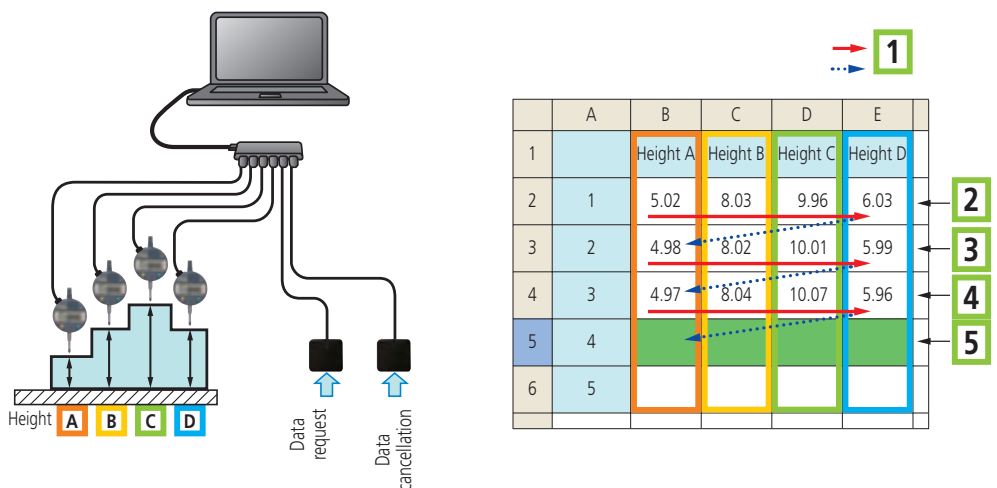 1
A B C D E
1 Height A Height B Height C Height D
2 1 5.02 8.03 9.96 6.03 2
3 2 4.98 8.02 10.01 5.99 3
4 3 4.97 8.04 10.07 5.96 4
5 4 5
6 5
Height A B C D
Data
request
Data
cancellation